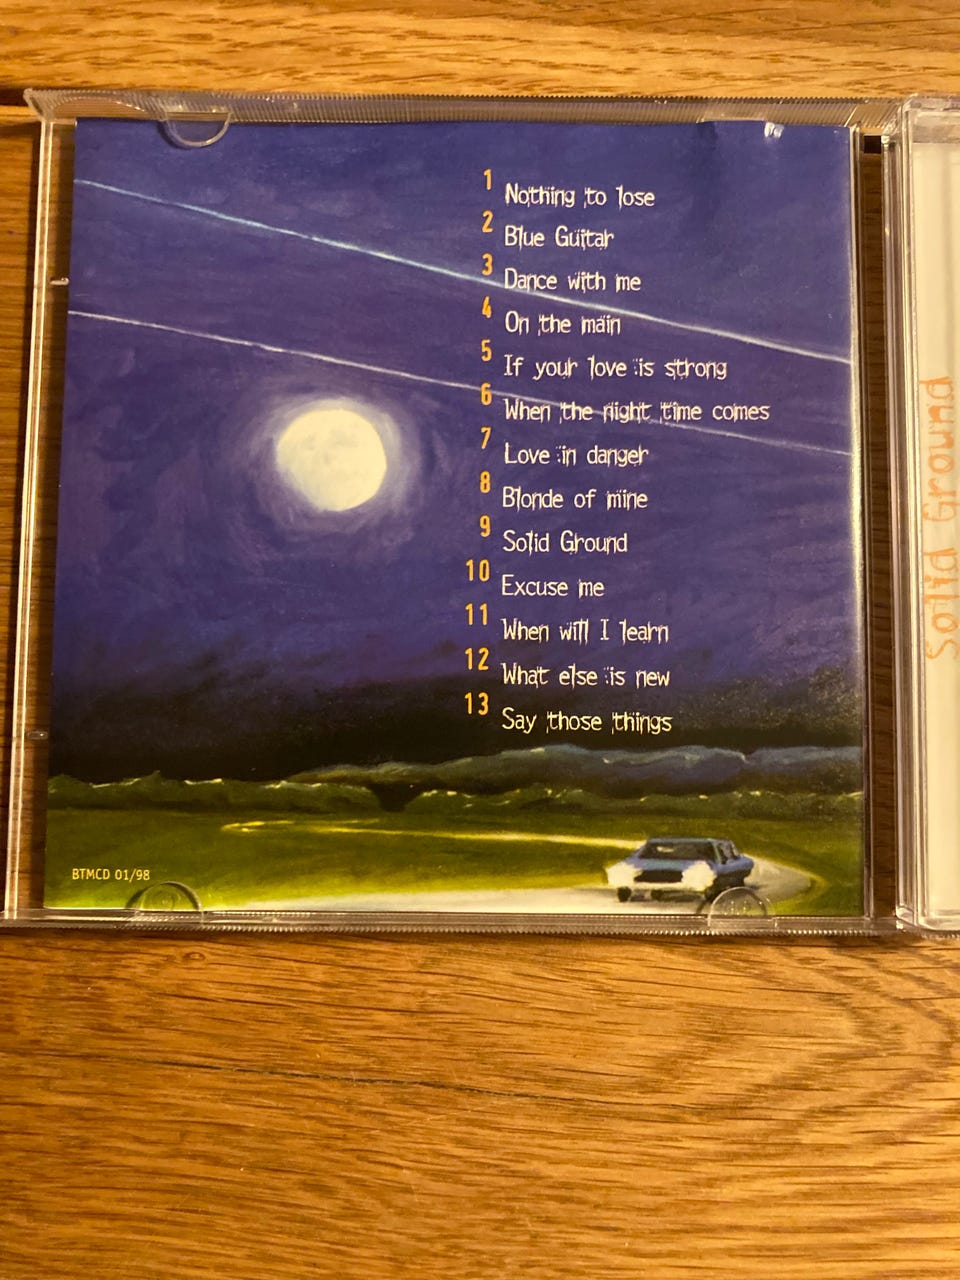 1 Nothing to lose
2 Blue Guitar
3 Dance with me
4 On the main
5 If your love is strong
6 When the night time comes
7 Love in danger
8 Blonde of mine
9 Solid Ground
10 Excuse me
11 When will I learn
12 What else is new
13 Say those things
BTMCD 01/98
Solid Ground